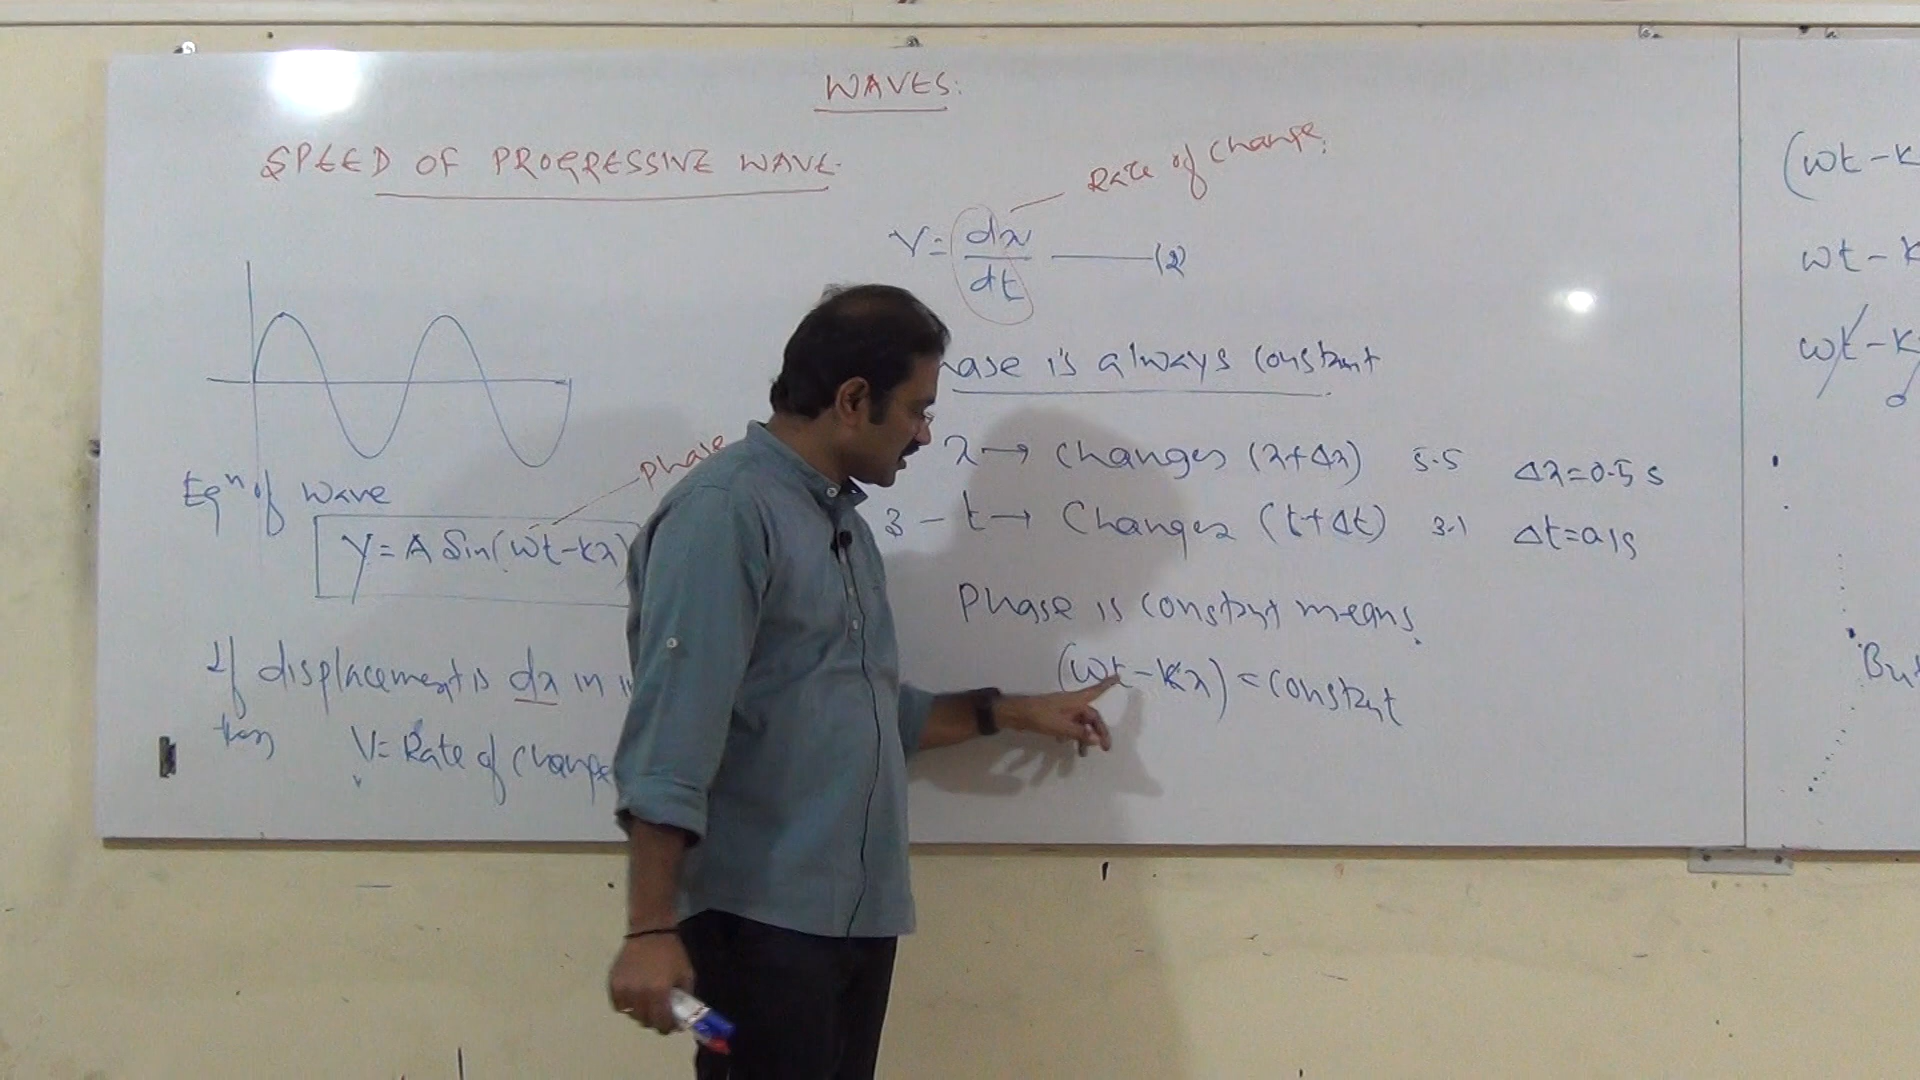 WAVES:
SPEED OF PROGRESSIVE WAVE.
Rate of change.
V = dx/dt ——— (2)
hase is always constant
Phase
x → changes (x+Δx) 5.5 Δx=0.5 s
3 - t → Changes (t+Δt) 3.1 Δt=0.1s
Eqⁿ of wave
y = A Sin(ωt-kx)
Phase is constant means.
(ωt-kx) = constant
If displacement is dx in
then V = Rate of change
(ωt-k
ωt-k
ωt-k
But